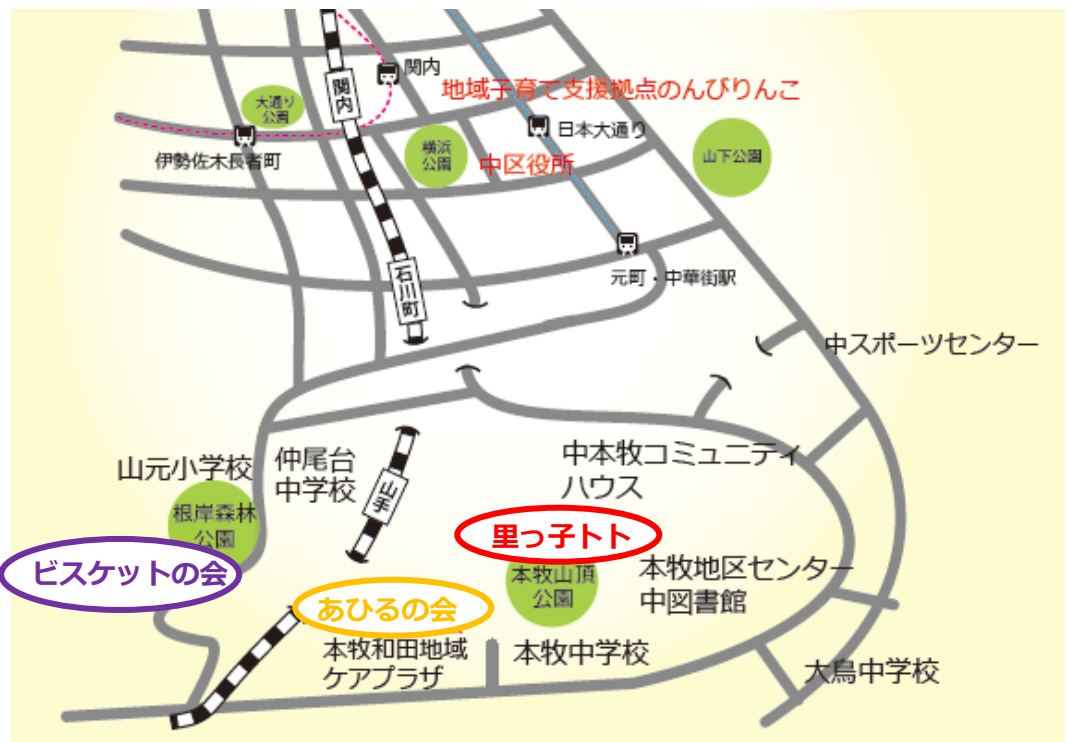 関内
関内
地域子育て支援拠点のんびりんこ
大通り
公園
日本大通り
伊勢佐木長者町
横浜
公園
中区役所
山下公園
元町・中華街駅
石川町
中スポーツセンター
山元小学校
仲尾台
中学校
中本牧コミュニティ
ハウス
山手
根岸森林
公園
里っ子トト
ビスケットの会
本牧山頂
公園
本牧地区センター
中図書館
あひるの会
本牧和田地域
ケアプラザ
本牧中学校
大鳥中学校